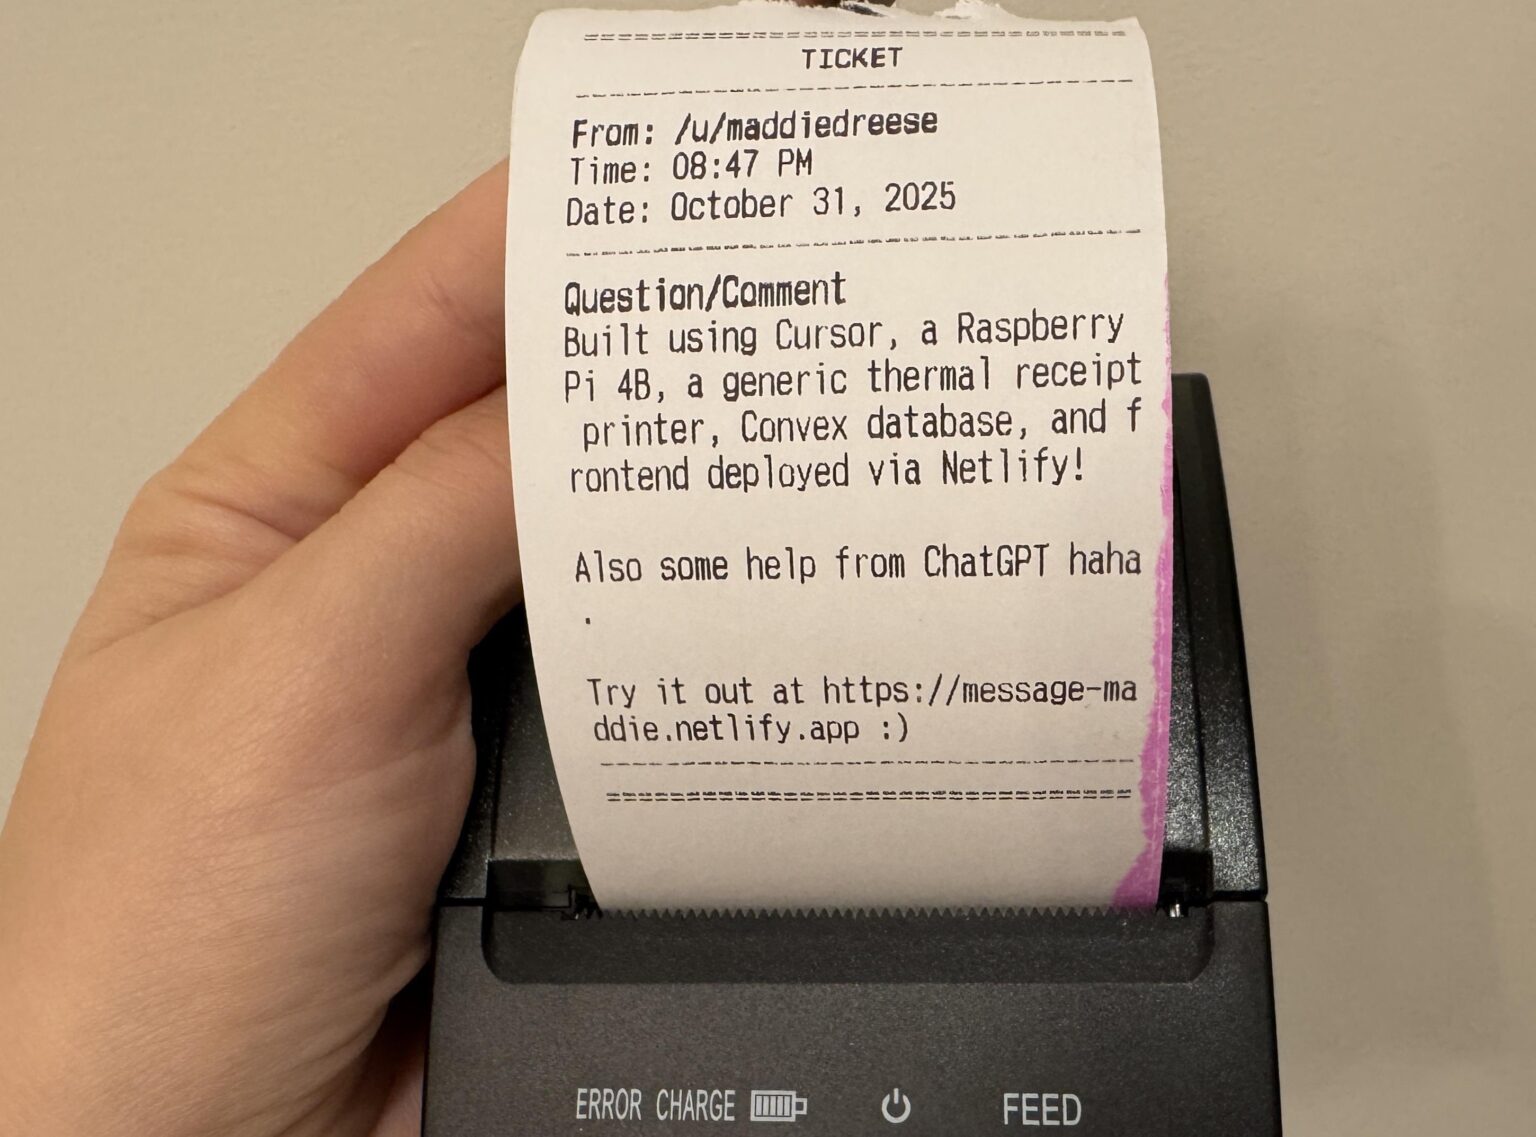 TICKET
From: /u/maddiedreese
Time: 08:47 PM
Date: October 31, 2025
Question/Comment
Built using Cursor, a Raspberry
Pi 4B, a generic thermal receipt
printer, Convex database, and f
rontend deployed via Netlify!
Also some help from ChatGPT haha
.
Try it out at https://message-ma
ddie.netlify.app :)
ERROR CHARGE FEED